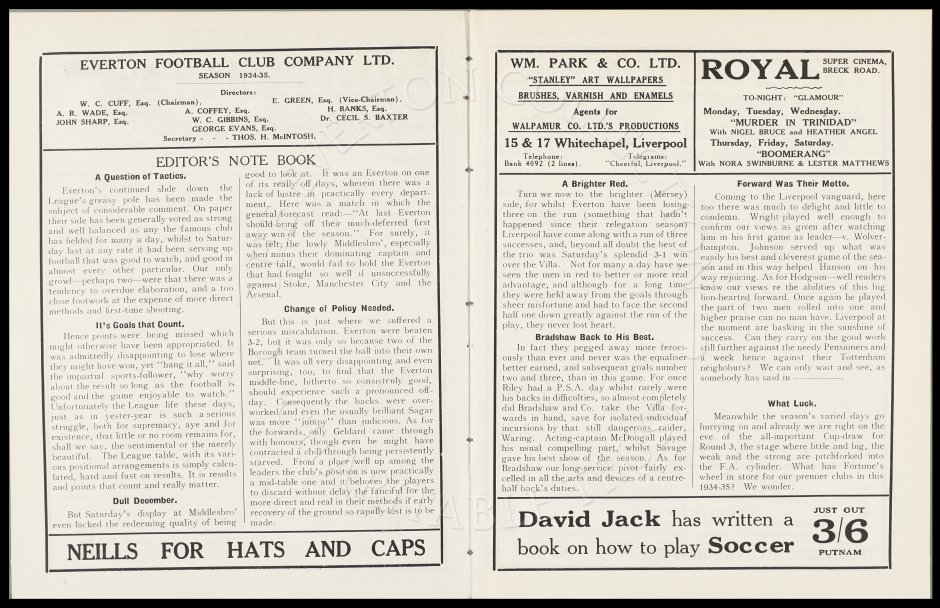 EVERTON FOOTBALL CLUB COMPANY LTD.
SEASON 1934-35.
Directors:
W. C. CUFF, Esq. (Chairman). E. GREEN, Esq. (Vice-Chairman).
A. R. WADE, Esq. A. COFFEY, Esq. H. BANKS, Esq.
JOHN SHARP, Esq. W. C. GIBBINS, Esq. Dr. CECIL S. BAXTER
GEORGE EVANS, Esq.
Secretary - - - THOS. H. McINTOSH.
EDITOR'S NOTE BOOK
A Question of Tactics.
Everton's continued slide down the
League's greasy pole has been made the
subject of considerable comment. On paper
their side has been generally voted as strong
and well balanced as any the famous club
has fielded for many a day, whilst to Satur-
day last at any rate it had been serving up
football that was good to watch, and good in
almost every other particular. Our only
growl—perhaps two—were that there was a
tendency to overdue elaboration, and a too
close footwork at the expense of more direct
methods and first-time shooting.
It's Goals that Count.
Hence points were being missed which
might otherwise have been appropriated. It
was admittedly disappointing to lose where
they might have won, yet "hang it all," said
the impartial sports-follower, "why worry
about the result so long as the football is
good and the game enjoyable to watch."
Unfortunately the League life these days,
just as in yester-year is such a serious
struggle, both for supremacy, aye and for
existence, that little or no room remains for,
shall we say, the sentimental or the merely
beautiful. The League table, with its vari-
ous positional arrangements is simply calcu-
lated, hard and fast on results. It is results
and points that count and really matter.
Dull December.
But Saturday's display at Middlesbro'
even lacked the redeeming quality of being
good to look at. It was an Everton on one
of its really off days, wherein there was a
lack of lustre in practically every depart-
ment. Here was a match in which the
general forecast read:—"At last Everton
should bring off their much-deferred first
away win of the season." For surely, it
was felt, the lowly Middlesbro', especially
when minus their dominating captain and
centre half, would fail to hold the Everton
that had fought so well if unsuccessfully
against Stoke, Manchester City and the
Arsenal.
Change of Policy Needed.
But this is just where we suffered a
serious miscalulation. Everton were beaten
3-2, but it was only so because two of the
Borough team turned the ball into their own
net. It was all very disappointing and even
surprising, too, to find that the Everton
middle-line, hitherto so consistently good,
should experience such a pronounced off-
day. Consequently the backs were over-
worked and even the usually brilliant Sagar
was more "jumpy" than judicious. As for
the forwards, only Geldard came through
with honours, though even he might have
contracted a chill through being persistently
starved. From a place well up among the
leaders the club's position is now practically
a mid-table one and it behoves the players
to discard without delay the fanciful for the
more direct and real in their methods if early
recovery of the ground so rapidly lost is to be
made.
NEILLS FOR HATS AND CAPS
WM. PARK & CO. LTD.
"STANLEY" ART WALLPAPERS
BRUSHES, VARNISH AND ENAMELS
Agents for
WALPAMUR CO. LTD.'S PRODUCTIONS
15 & 17 Whitechapel, Liverpool
Telephone: Telegrams:
Bank 4092 (2 lines). "Cheerful, Liverpool."
ROYAL SUPER CINEMA, BRECK ROAD.
TO-NIGHT: "GLAMOUR"
Monday, Tuesday, Wednesday.
"MURDER IN TRINIDAD"
With NIGEL BRUCE and HEATHER ANGEL
Thursday, Friday, Saturday.
"BOOMERANG"
With NORA SWINBURNE & LESTER MATTHEWS
A Brighter Red.
Turn we now to the brighter (Mersey)
side, for whilst Everton have been losing
three on the run (something that hadn't
happened since their relegation season)
Liverpool have come along with a run of three
successes, and, beyond all doubt the best of
the trio was Saturday's splendid 3-1 win
over the Villa. Not for many a day have we
seen the men in red to better or more real
advantage, and although for a long time
they were held away from the goals through
sheer misfortune and had to face the second
half one down greatly against the run of the
play, they never lost heart.
Bradshaw Back to His Best.
In fact they pegged away more feroci-
ously than ever and never was the equaliser
better earned, and subsequent goals number
two and three, than in this game. For once
Riley had a P.S.A. day whilst rarely were
his backs in difficulties, so almost completely
did Bradshaw and Co. take the Villa for-
wards in hand, save for isolated individual
incursions by that still dangerous raider,
Waring. Acting-captain McDougall played
his usual compelling part, whilst Savage
gave his best show of the season. As for
Bradshaw our long-service pivot fairly ex-
celled in all the arts and devices of a centre-
half back's duties.
Forward Was Their Motto.
Coming to the Liverpool vanguard, here
too there was much to delight and little to
condemn. Wright played well enough to
confirm our views as given after watching
him in his first game as leader—v. Wolver-
hampton. Johnson served up what was
easily his best and cleverest game of the sea-
son and in this way helped Hanson on his
way rejoicing. As for Hodgson—well readers
know our views re the abilities of this big
lion-hearted forward. Once again he played
the part of two men rolled into one and
higher praise can no man have. Liverpool at
the moment are basking in the sunshine of
success. Can they carry on the good work
still further against the needy Pensioners and
a week hence against their Tottenham
neighbours? We can only wait and see, as
somebody has said in ————.
What Luck.
Meanwhile the season's varied days go
hurrying on and already we are right on the
eve of the all-important Cup-draw for
Round 3, the stage where little and big, the
weak and the strong are pitchforked into
the F.A. cylinder. What has Fortune's
wheel in store for our premier clubs in this
1934-35? We wonder.
David Jack has written a
book on how to play Soccer
JUST OUT
3/6
PUTNAM